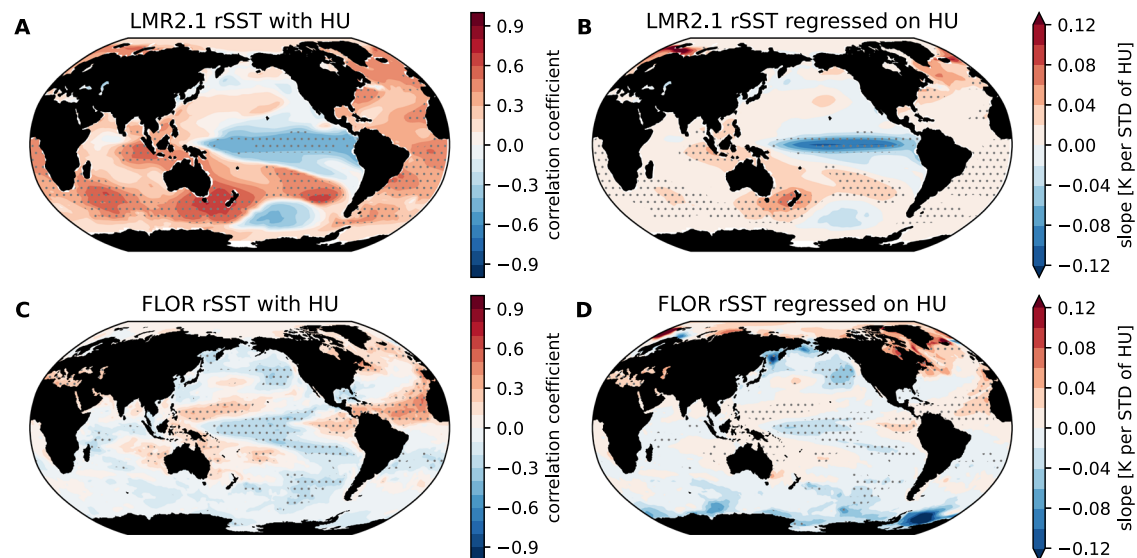 A
LMR2.1 rSST with HU
0.9
0.6
0.3
0.0
−0.3
−0.6
−0.9
correlation coefficient
B
LMR2.1 rSST regressed on HU
0.12
0.08
0.04
0.00
−0.04
−0.08
−0.12
slope [K per STD of HU]
C
FLOR rSST with HU
0.9
0.6
0.3
0.0
−0.3
−0.6
−0.9
correlation coefficient
D
FLOR rSST regressed on HU
0.12
0.08
0.04
0.00
−0.04
−0.08
−0.12
slope [K per STD of HU]